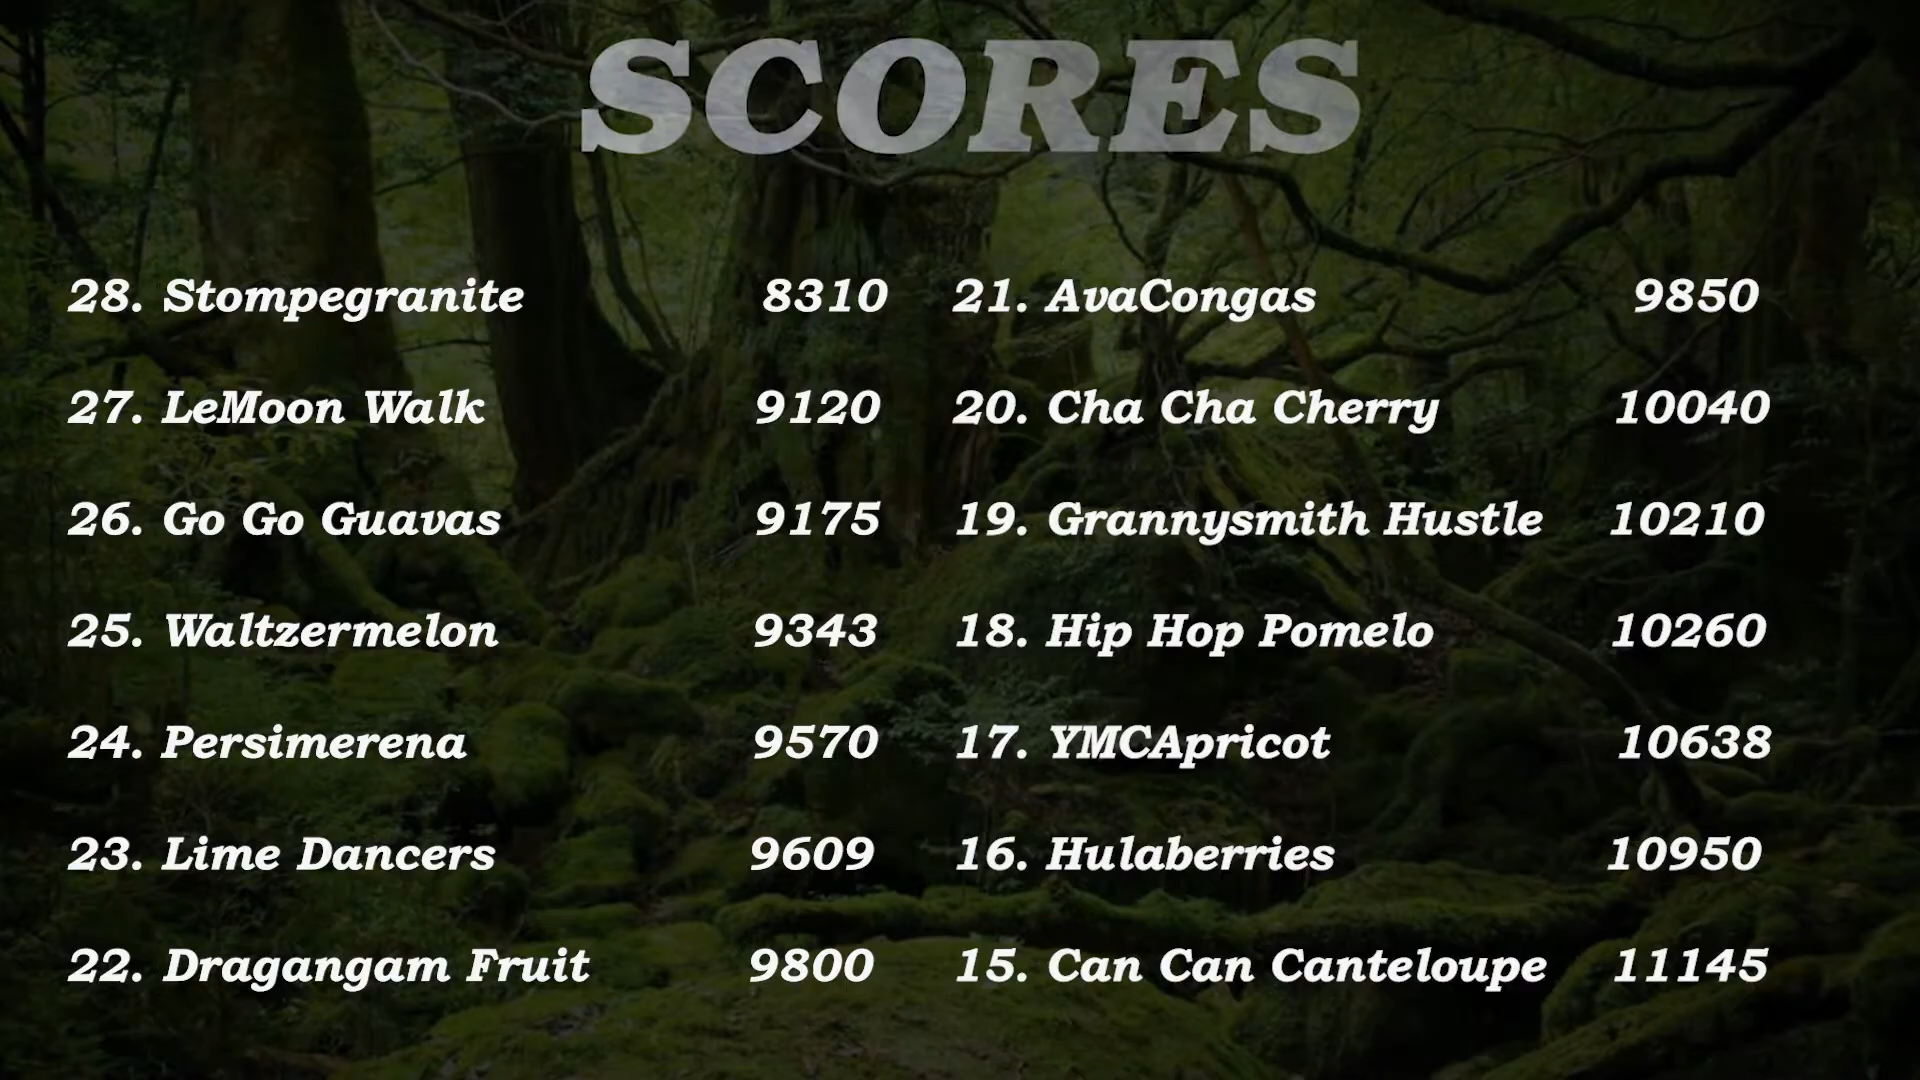 SCORES
28. Stompegranite 8310
27. LeMoon Walk 9120
26. Go Go Guavas 9175
25. Waltzermelon 9343
24. Persimerena 9570
23. Lime Dancers 9609
22. Dragangam Fruit 9800
21. AvaCongas 9850
20. Cha Cha Cherry 10040
19. Grannysmith Hustle 10210
18. Hip Hop Pomelo 10260
17. YMCApricot 10638
16. Hulaberries 10950
15. Can Can Canteloupe 11145